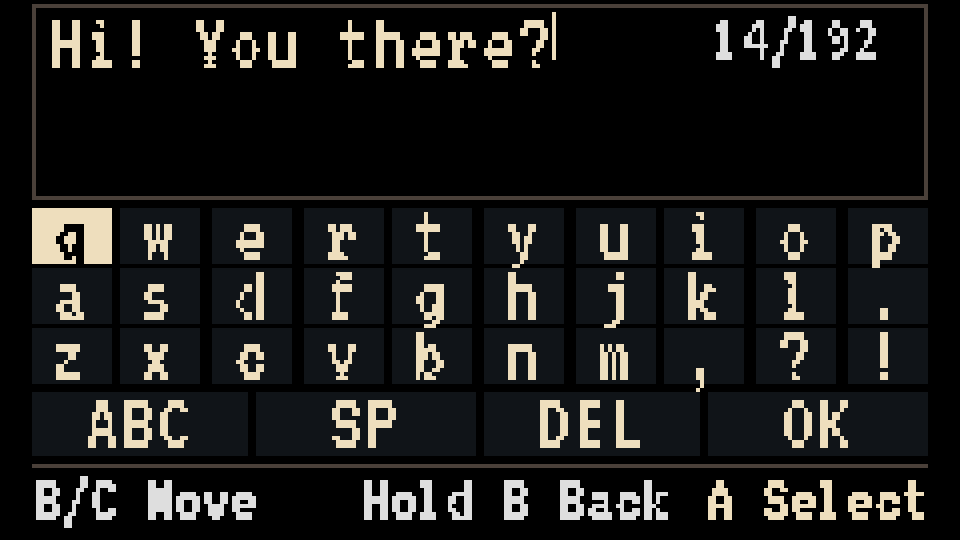 Hi! You there? 14/192
q w e r t y u i o p
a s d f g h j k l .
z x c v b n m , ? !
ABC SP DEL OK
B/C Move Hold B Back A Select